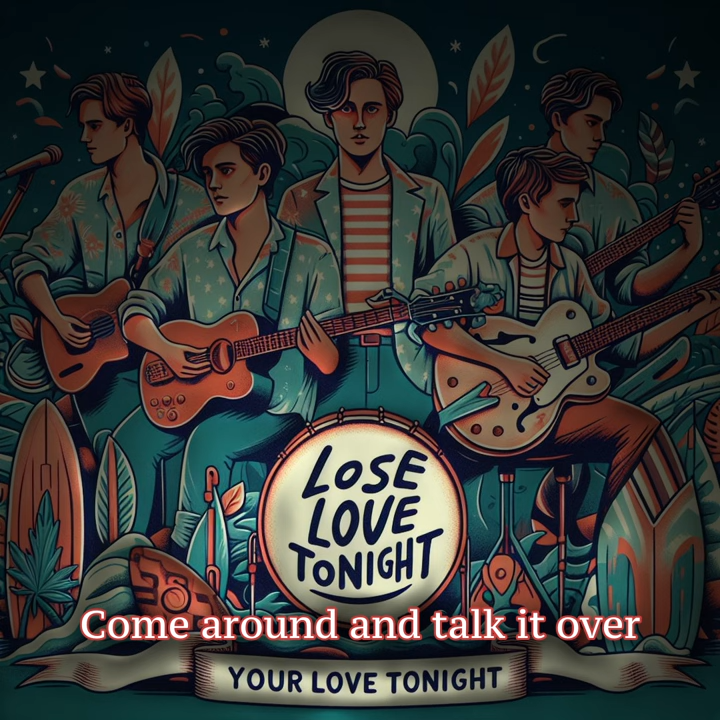 LOSE
LOVE
TONIGHT
Come around and talk it over
YOUR LOVE TONIGHT